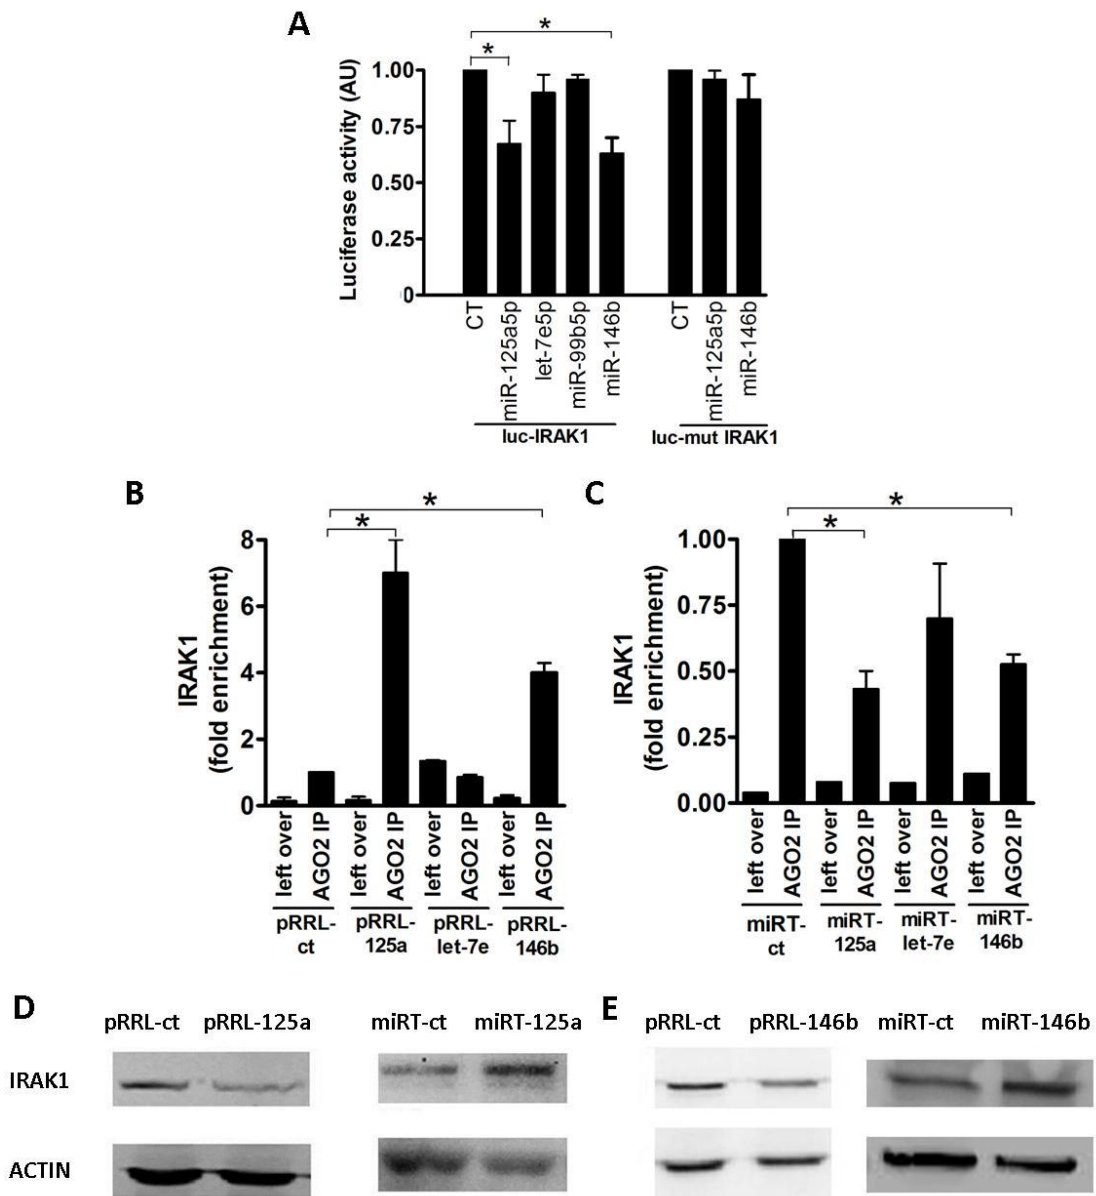 A
*
*
Luciferase activity (AU)
1.00
0.75
0.50
0.25
0
CT
miR-125a5p
let-7e5p
miR-99b5p
miR-146b
CT
miR-125a5p
miR-146b
luc-IRAK1
luc-mut IRAK1
B
*
*
IRAK1
(fold enrichment)
8
6
4
2
0
left over
AGO2 IP
left over
AGO2 IP
left over
AGO2 IP
left over
AGO2 IP
pRRL-
ct
pRRL-
125a
pRRL-
let-7e
pRRL-
146b
C
*
*
IRAK1
(fold enrichment)
1.00
0.75
0.50
0.25
0.00
left over
AGO2 IP
left over
AGO2 IP
left over
AGO2 IP
left over
AGO2 IP
miRT-
ct
miRT-
125a
miRT-
let-7e
miRT-
146b
D
pRRL-ct pRRL-125a miRT-ct miRT-125a
IRAK1
ACTIN
E
pRRL-ct pRRL-146b miRT-ct miRT-146b